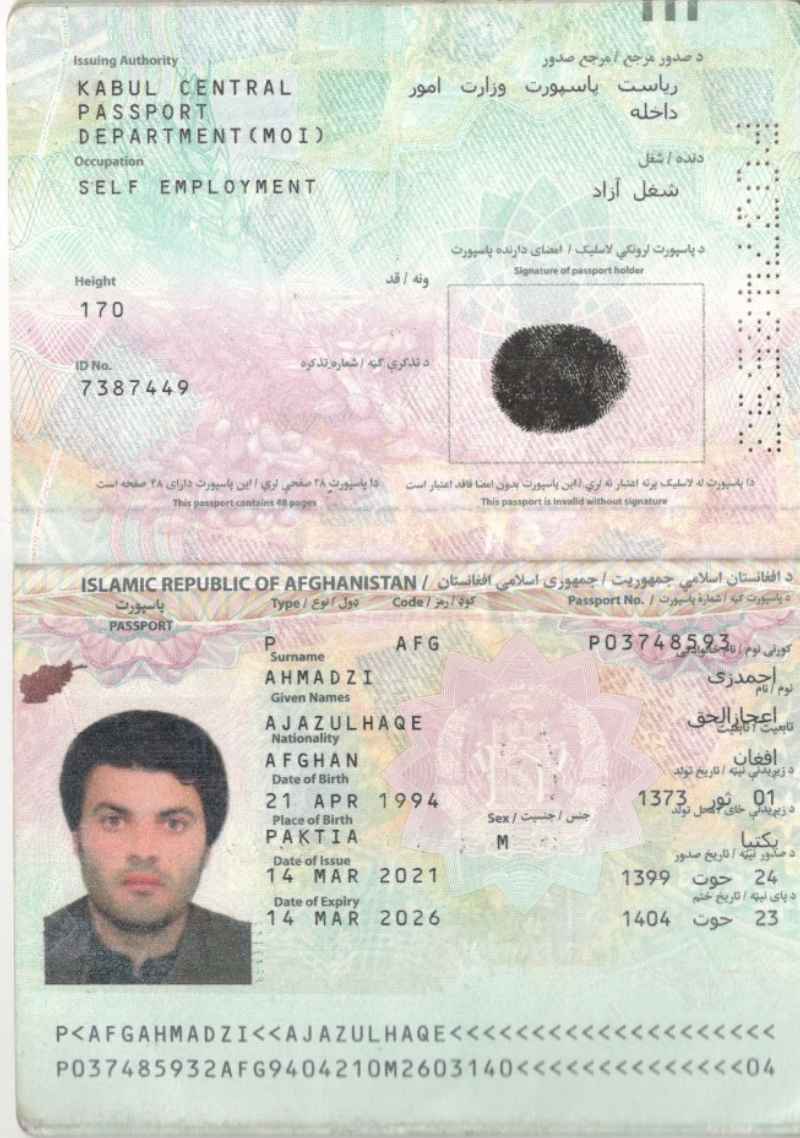 Issuing Authority د صدور مرجع / مرجع صدور
KABUL CENTRAL ریاست پاسپورت وزارت امور
PASSPORT داخله
DEPARTMENT(MOI)
Occupation دنده / شغل
SELF EMPLOYMENT شغل آزاد
د پاسپورت لرونکي لاسلیک / امضای دارنده پاسپورت
Signature of passport holder
Height ونه / قد
170
ID No. د تذکرې ګڼه / شماره تذکره
7387449
دا پاسپورت ۴۸ صفحې لري / این پاسپورت دارای ۴۸ صفحه است دا پاسپورت له لاسلیک پرته اعتبار نه لري / این پاسپورت بدون امضا فاقد اعتبار است
This passport contains 48 pages This passport is invalid without signature
ISLAMIC REPUBLIC OF AFGHANISTAN / د افغانستان اسلامي جمهوریت / جمهوری اسلامی افغانستان
پاسپورت Type / ډول / نوع Code / کوډ / رمز Passport No. / د پاسپورت ګڼه / شمارۀ پاسپورت
PASSPORT
P AFG P03748593
Surname کورنی نوم / نام خانوادگی
AHMADZI احمدزی
Given Names نوم / نام
AJAZULHAQE اعجازالحق
Nationality تابعیت / تابعیت
AFGHAN افغان
Date of Birth د زیږیدنې نېټه / تاریخ تولد
21 APR 1994 01 ثور 1373
Place of Birth Sex / جنس / جنسیت د زیږیدنې ځای / محل تولد
PAKTIA M پکتیا
Date of Issue د صدور نېټه / تاریخ صدور
14 MAR 2021 24 حوت 1399
Date of Expiry د پای نېټه / تاریخ ختم
14 MAR 2026 23 حوت 1404
P<AFGAHMADZI<<AJAZULHAQE<<<<<<<<<<<<<<<<<<<<
P037485932AFG9404210M2603140<<<<<<<<<<<<<<04